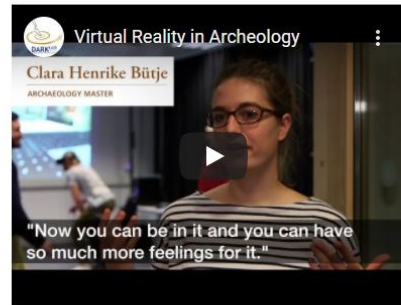 DARKLab
Virtual Reality in Archeology
Clara Henrike Bütje
ARCHAEOLOGY MASTER
"Now you can be in it and you can have
so much more feelings for it."